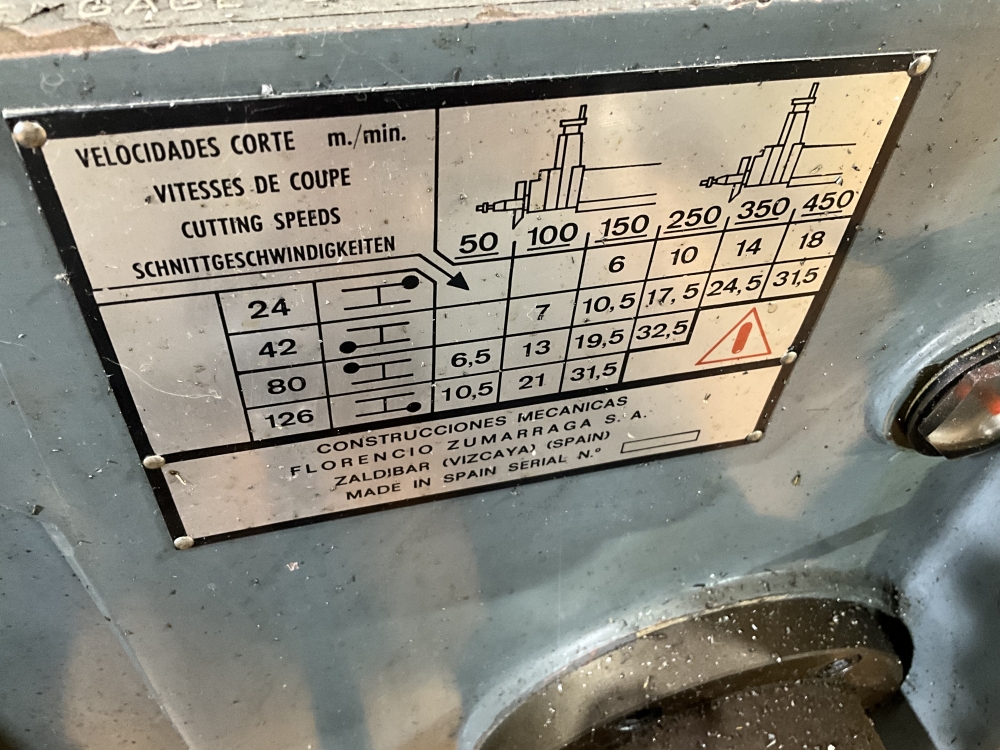 VELOCIDADES CORTE m./min.
VITESSES DE COUPE
CUTTING SPEEDS
SCHNITTGESCHWINDIGKEITEN
50 100 150 250 350 450
24 6 10 14 18
42 7 10,5 17,5 24,5 31,5
80 6,5 13 19,5 32,5
126 10,5 21 31,5
CONSTRUCCIONES MECANICAS
FLORENCIO ZUMARRAGA S. A.
ZALDIBAR (VIZCAYA) (SPAIN)
MADE IN SPAIN SERIAL N.º